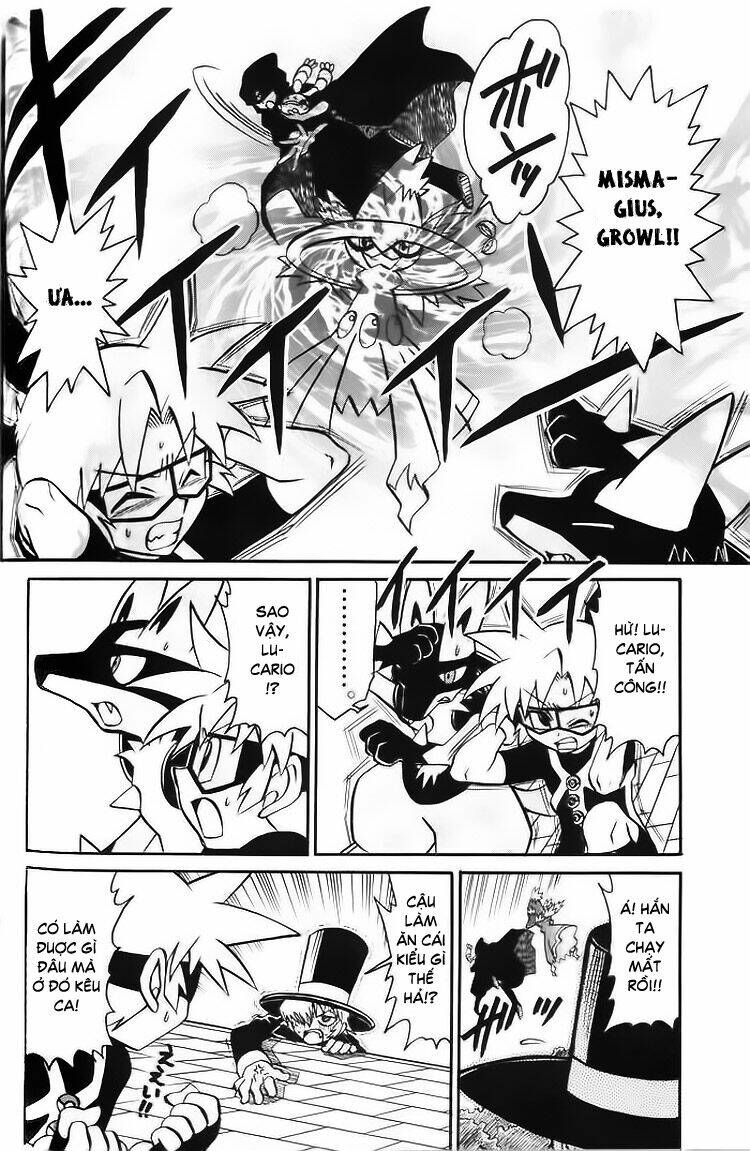 MISMA-
GIUS,
GROWL!!
ƯA...
HỨ! LU-
CARIO,
TẤN
CÔNG!!
SAO
VẬY,
LU-
CARIO
!?
Á! HẮN
TA
CHẠY
MẤT
RỒI!!
CẬU
LÀM
ĂN CÁI
KIỂU GÌ
THẾ
HẢ!?
CÓ LÀM
ĐƯỢC GÌ
ĐÂU MÀ
Ở ĐÓ KÊU
CA!